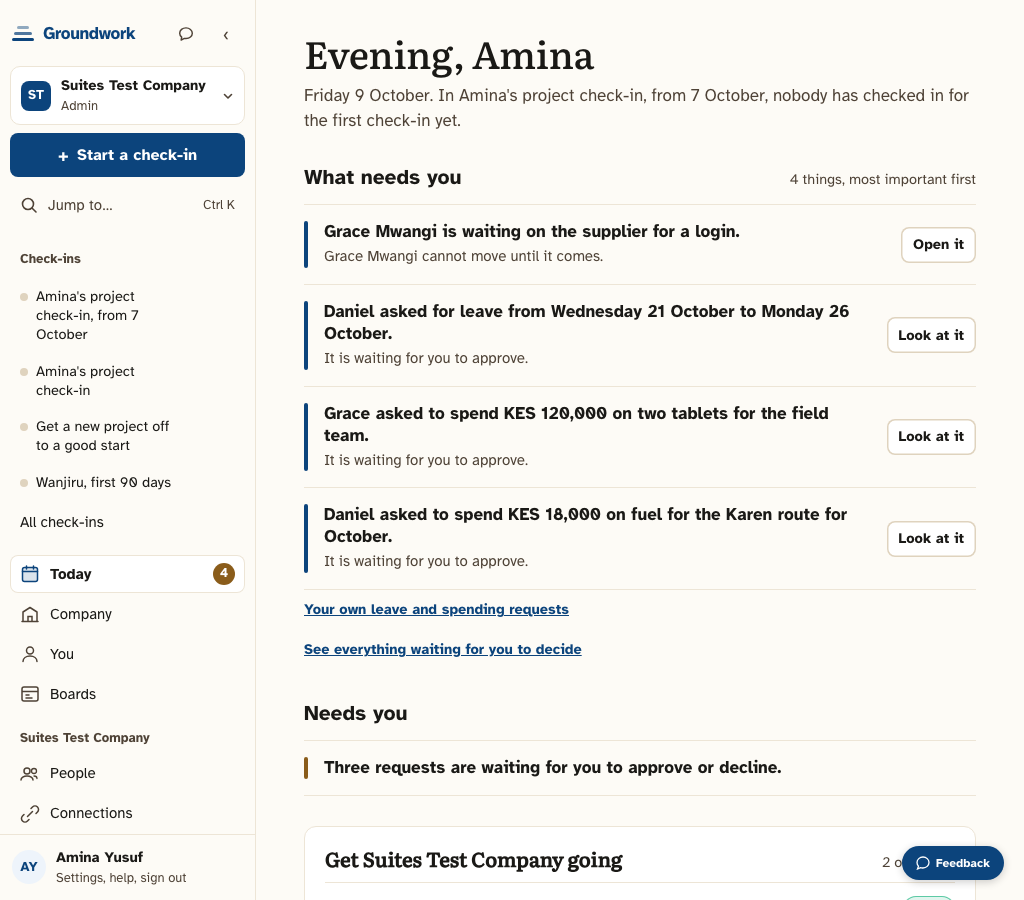 Groundwork
ST
Suites Test Company
Admin
+ Start a check-in
Jump to...
Ctrl K
Check-ins
Amina's project
check-in, from 7
October
Amina's project
check-in
Get a new project off
to a good start
Wanjiru, first 90 days
All check-ins
Today
4
Company
You
Boards
Suites Test Company
People
Connections
AY
Amina Yusuf
Settings, help, sign out
Evening, Amina
Friday 9 October. In Amina's project check-in, from 7 October, nobody has checked in for
the first check-in yet.
What needs you
4 things, most important first
Grace Mwangi is waiting on the supplier for a login.
Grace Mwangi cannot move until it comes.
Open it
Daniel asked for leave from Wednesday 21 October to Monday 26
October.
It is waiting for you to approve.
Look at it
Grace asked to spend KES 120,000 on two tablets for the field
team.
It is waiting for you to approve.
Look at it
Daniel asked to spend KES 18,000 on fuel for the Karen route for
October.
It is waiting for you to approve.
Look at it
Your own leave and spending requests
See everything waiting for you to decide
Needs you
Three requests are waiting for you to approve or decline.
Get Suites Test Company going
2 o
Feedback